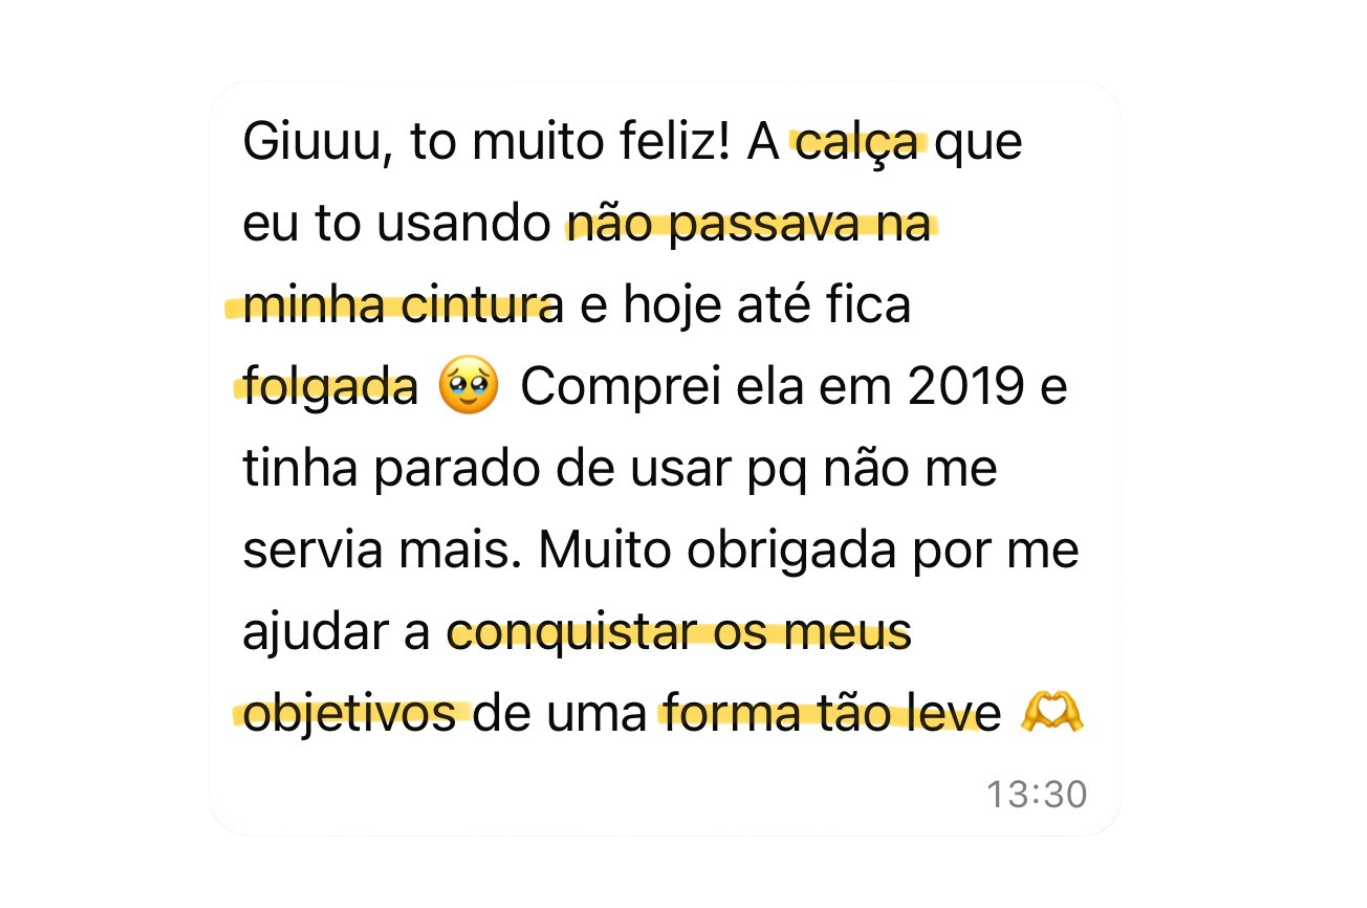 Giuuu, to muito feliz! A calça que
eu to usando não passava na
minha cintura e hoje até fica
folgada 🥹 Comprei ela em 2019 e
tinha parado de usar pq não me
servia mais. Muito obrigada por me
ajudar a conquistar os meus
objetivos de uma forma tão leve 🫶
13:30